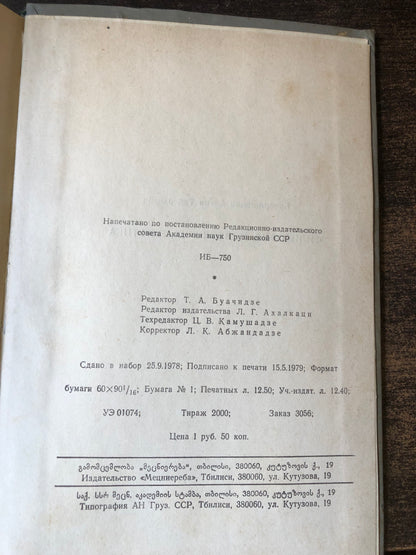 Напечатано по постановлению Редакционно-издательского
совета Академии наук Грузинской ССР
ИБ—750
*
Редактор Т. А. Буачидзе
Редактор издательства Л. Г. Ахалкаци
Техредактор Ц. В. Камушадзе
Корректор Л. К. Абжандадзе
Сдано в набор 25.9.1978; Подписано к печати 15.5.1979; Формат
бумаги 60×90¹/₁₆; Бумага № 1; Печатных л. 12.50; Уч.-издат. л. 12.40;
УЭ 01074; Тираж 2000; Заказ 3056;
Цена 1 руб. 50 коп.
გამომცემლობა „მეცნიერება“, თბილისი, 380060, კუტუზოვის ქ., 19
Издательство «Мецниереба», Тбилиси, 380060, ул. Кутузова, 19
საქ. სსრ მეცნ. აკადემიის სტამბა, თბილისი, 380060, კუტუზოვის ქ., 19
Типография АН Груз. ССР, Тбилиси, 380060, ул. Кутузова, 19